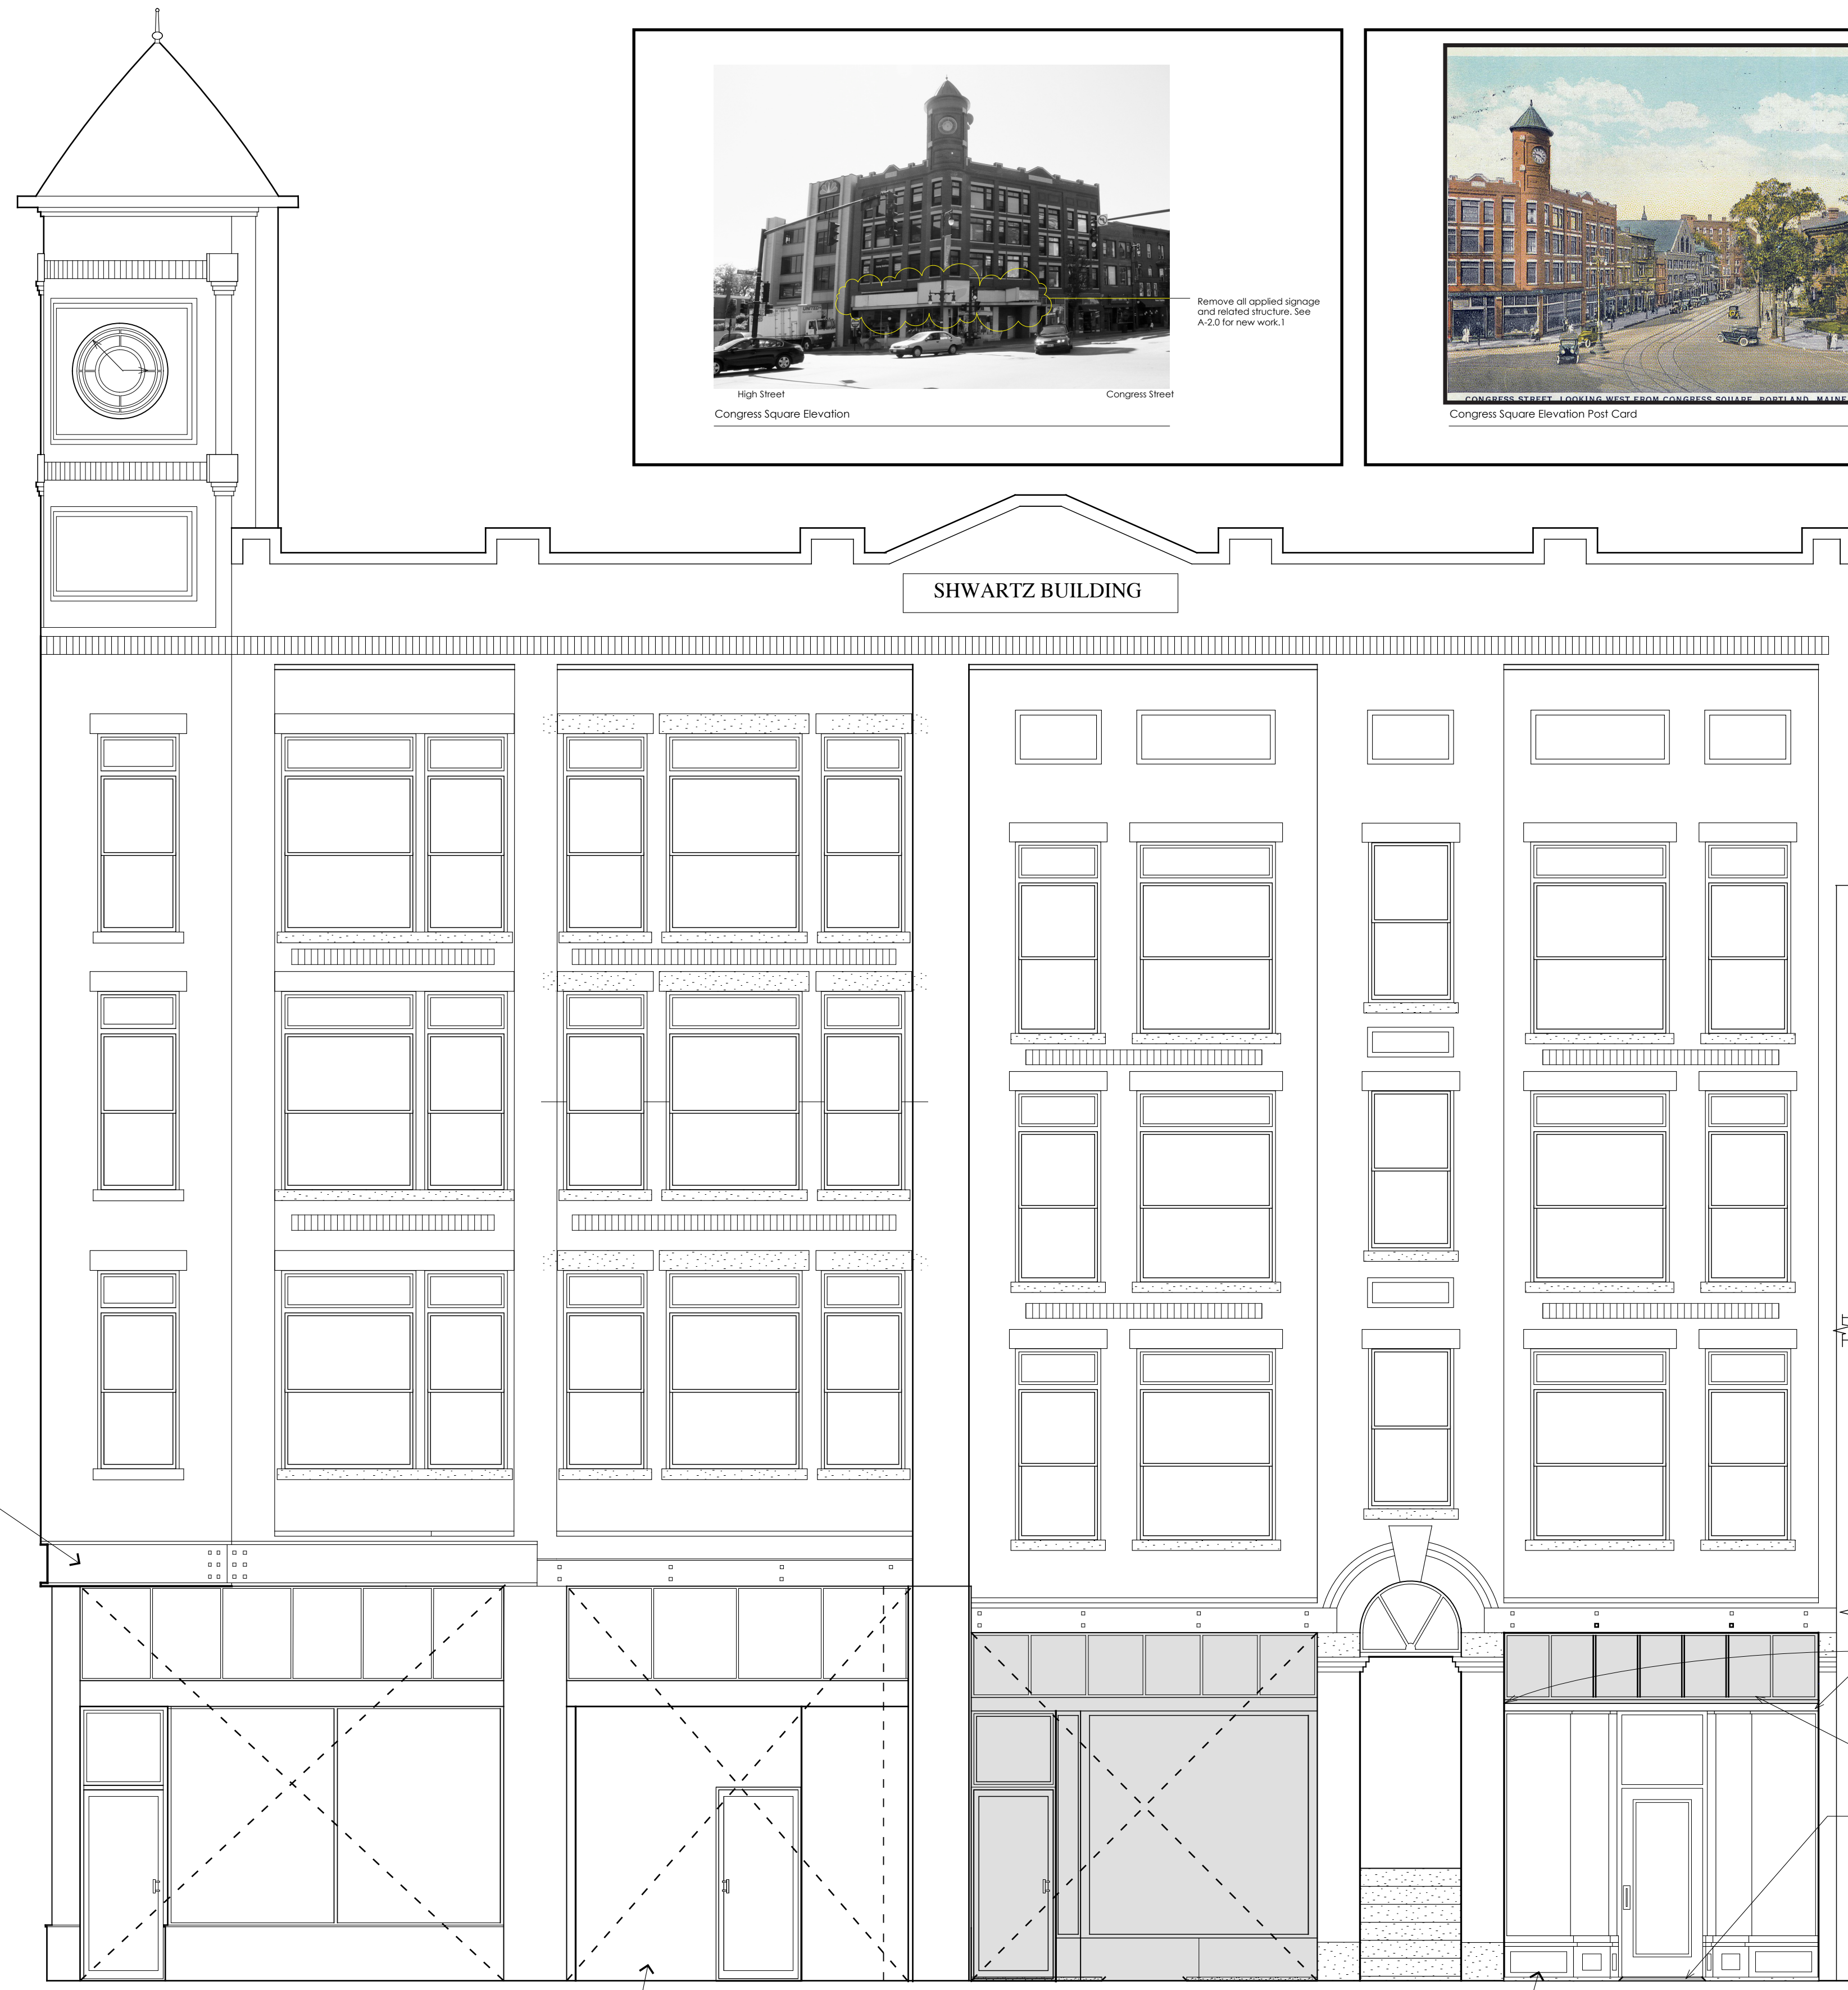 Remove all applied signage
and related structure. See
A-2.0 for new work.1
High Street
Congress Street
Congress Square Elevation
CONGRESS STREET, LOOKING WEST FROM CONGRESS SQUARE, PORTLAND, MAINE
Congress Square Elevation Post Card
SHWARTZ BUILDING